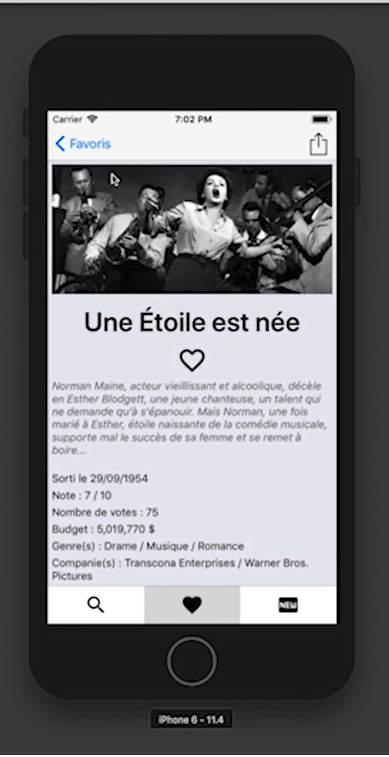 Carrier 7:02 PM
Favoris
Une Étoile est née
Norman Maine, acteur vieillissant et alcoolique, décèle
en Esther Blodgett, une jeune chanteuse, un talent qui
ne demande qu'à s'épanouir. Mais Norman, une fois
marié à Esther, étoile naissante de la comédie musicale,
supporte mal le succès de sa femme et se remet à
boire...
Sorti le 29/09/1954
Note : 7 / 10
Nombre de votes : 75
Budget : 5,019,770 $
Genre(s) : Drame / Musique / Romance
Companie(s) : Transcona Enterprises / Warner Bros.
Pictures
NEW
iPhone 6 - 11.4